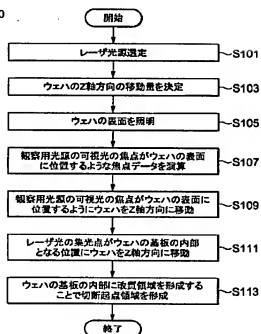 開始
レーザ光源選定
S101
ウェハのZ軸方向の移動量を決定
S103
ウェハの表面を照明
S105
観察用光源の可視光の焦点がウェハの表面
に位置するような焦点データを演算
S107
観察用光源の可視光の焦点がウェハの表面に
位置するようにウェハをZ軸方向に移動
S109
レーザ光の集光点がウェハの基板の内部
となる位置にウェハをZ軸方向に移動
S111
ウェハの基板の内部に改質領域を形成する
ことで切断起点領域を形成
S113
終了